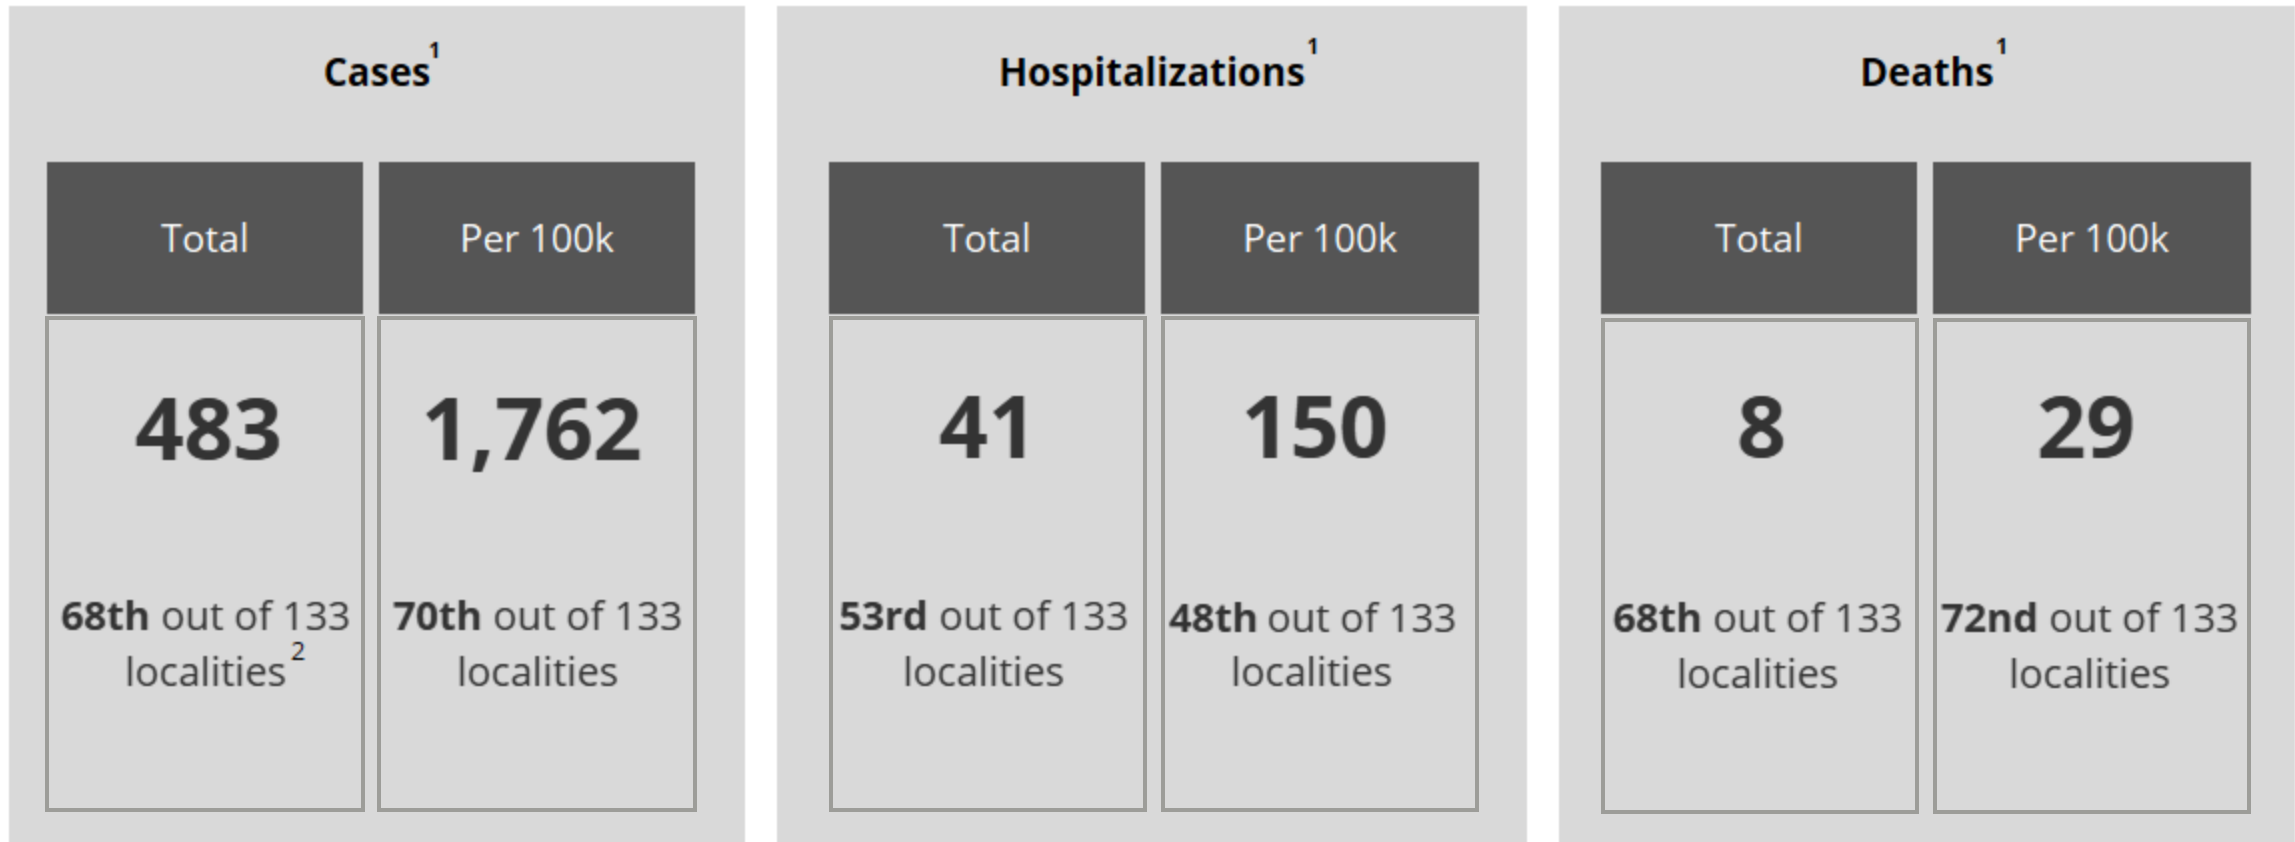 Cases¹
Total
Per 100k
483
1,762
68th out of 133
localities²
70th out of 133
localities
Hospitalizations¹
Total
Per 100k
41
150
53rd out of 133
localities
48th out of 133
localities
Deaths¹
Total
Per 100k
8
29
68th out of 133
localities
72nd out of 133
localities